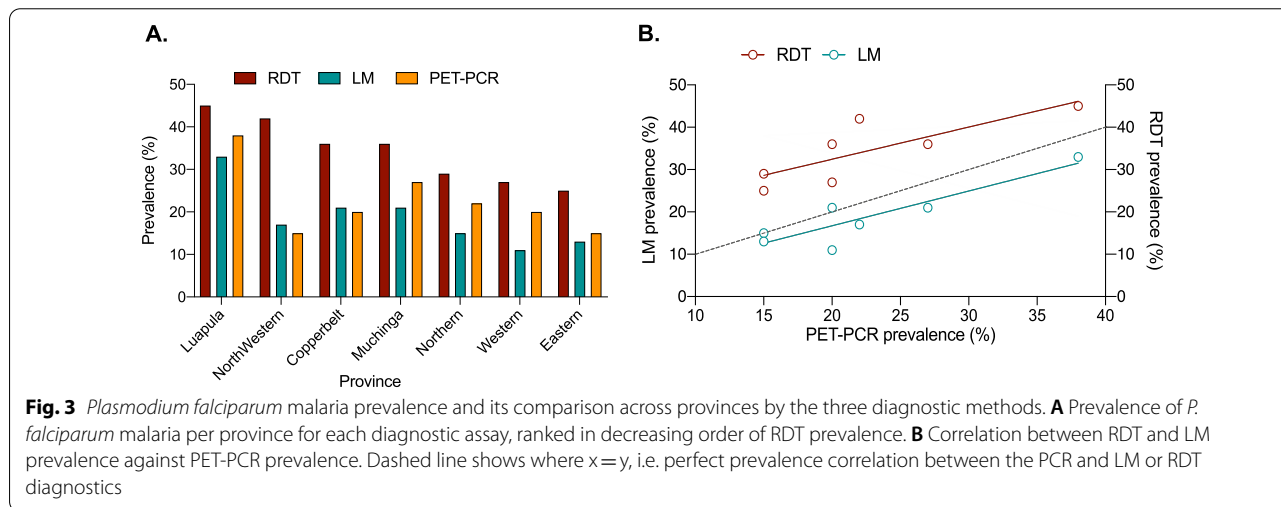 A.
RDT LM PET-PCR
50
40
30
20
10
0
Prevalence (%)
Luapula
NorthWestern
Copperbelt
Muchinga
Northern
Western
Eastern
Province
B.
RDT LM
50
40
30
20
10
0
LM prevalence (%)
50
40
30
20
10
0
RDT prevalence (%)
10 15 20 25 30 35 40
PET-PCR prevalence (%)
Fig. 3 Plasmodium falciparum malaria prevalence and its comparison across provinces by the three diagnostic methods. A Prevalence of P.
falciparum malaria per province for each diagnostic assay, ranked in decreasing order of RDT prevalence. B Correlation between RDT and LM
prevalence against PET-PCR prevalence. Dashed line shows where x = y, i.e. perfect prevalence correlation between the PCR and LM or RDT
diagnostics